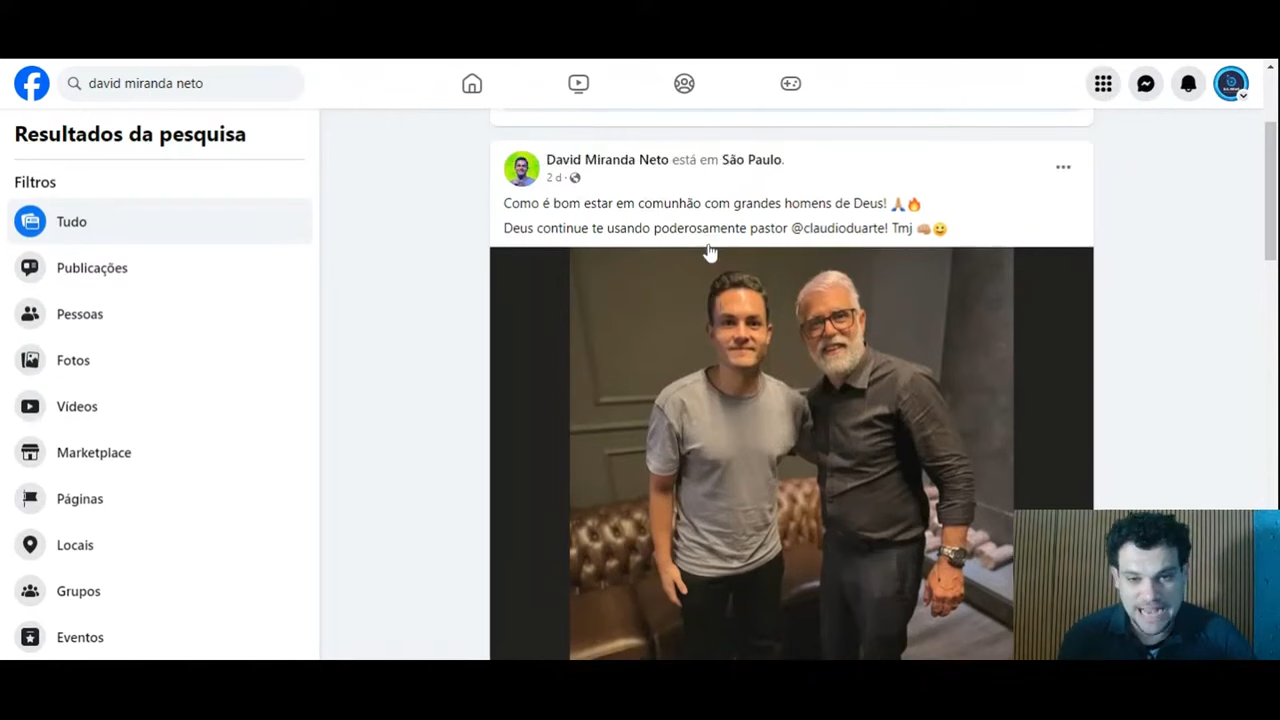 david miranda neto
Resultados da pesquisa
Filtros
Tudo
Publicações
Pessoas
Fotos
Vídeos
Marketplace
Páginas
Locais
Grupos
Eventos
David Miranda Neto está em São Paulo.
2 d
Como é bom estar em comunhão com grandes homens de Deus! 🙏🏼🔥
Deus continue te usando poderosamente pastor @claudioduarte! Tmj 🤜🏼😀